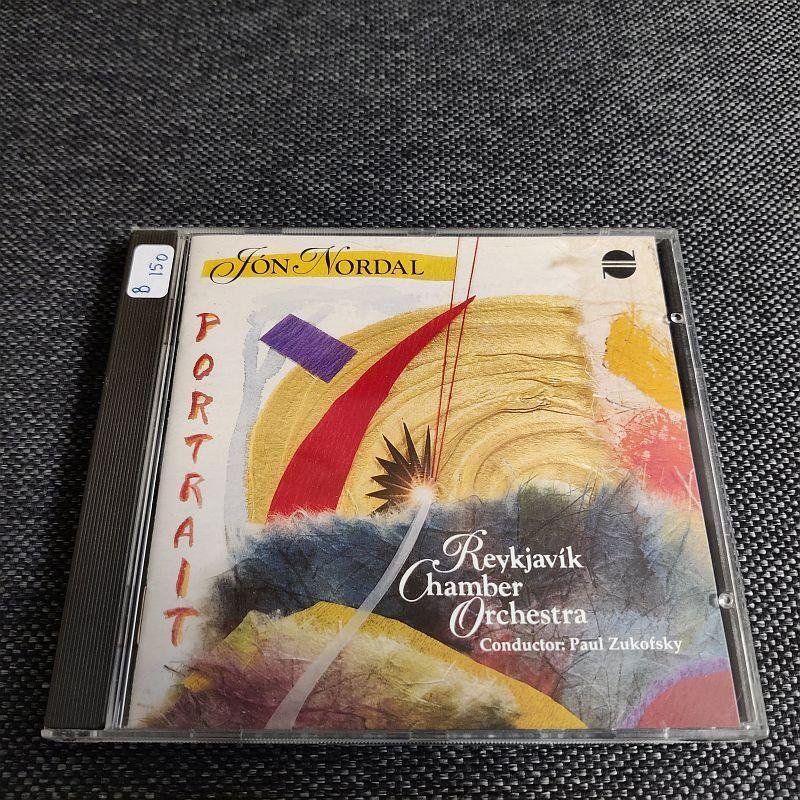 8 150
JÓN NORDAL
PORTRAIT
Reykjavík
Chamber
Orchestra
Conductor: Paul Zukofsky